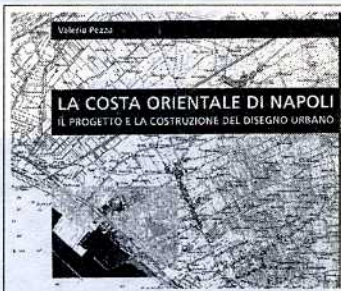 Valeria Pezza
LA COSTA ORIENTALE DI NAPOLI
IL PROGETTO E LA COSTRUZIONE DEL DISEGNO URBANO